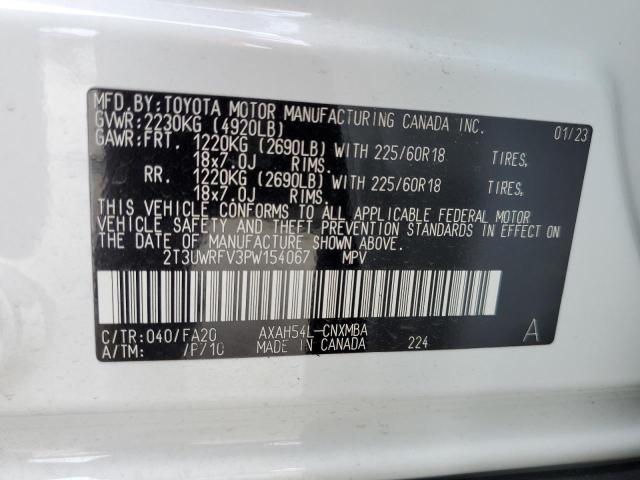 MFD. BY: TOYOTA MOTOR MANUFACTURING CANADA INC.
GVWR: 2230KG (4920LB) 01/23
GAWR: FRT. 1220KG (2690LB) WITH 225/60R18 TIRES,
18x7.0J RIMS.
RR. 1220KG (2690LB) WITH 225/60R18 TIRES,
18x7.0J RIMS.
THIS VEHICLE CONFORMS TO ALL APPLICABLE FEDERAL MOTOR
VEHICLE SAFETY AND THEFT PREVENTION STANDARDS IN EFFECT ON
THE DATE OF MANUFACTURE SHOWN ABOVE.
2T3UWRFV3PW154067 MPV
C/TR: 040/FA20 AXAH54L-CNXMBA A
A/TM: /P710 MADE IN CANADA 224